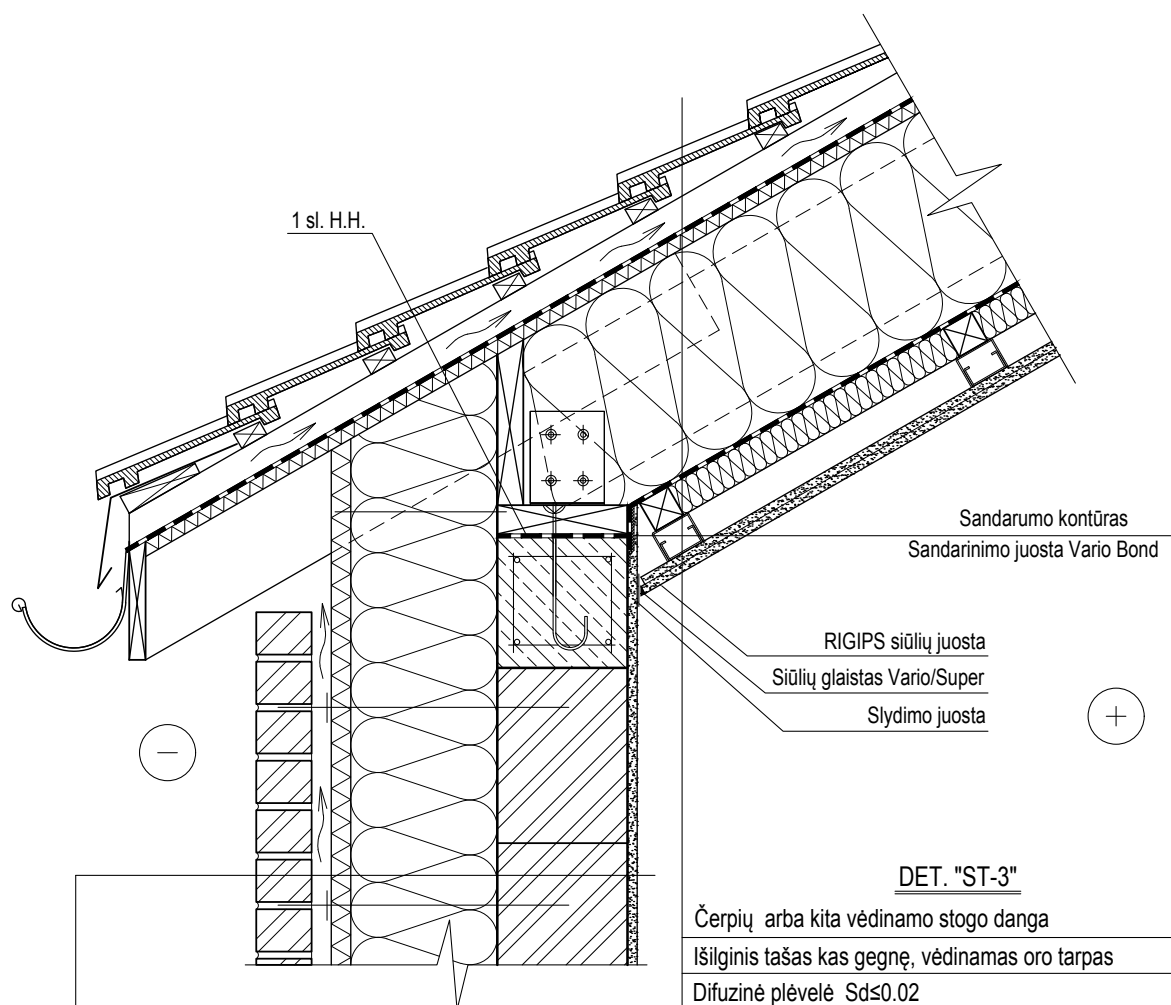 1 sl. H.H.
Sandarumo kontūras
Sandarinimo juosta Vario Bond
RIGIPS siūlių juosta
Siūlių glaistas Vario/Super
Slydimo juosta
DET. "ST-3"
Čerpių arba kita vėdinamo stogo danga
Išilginis tašas kas gegnę, vėdinamas oro tarpas
Difuzinė plėvelė Sd≤0.02